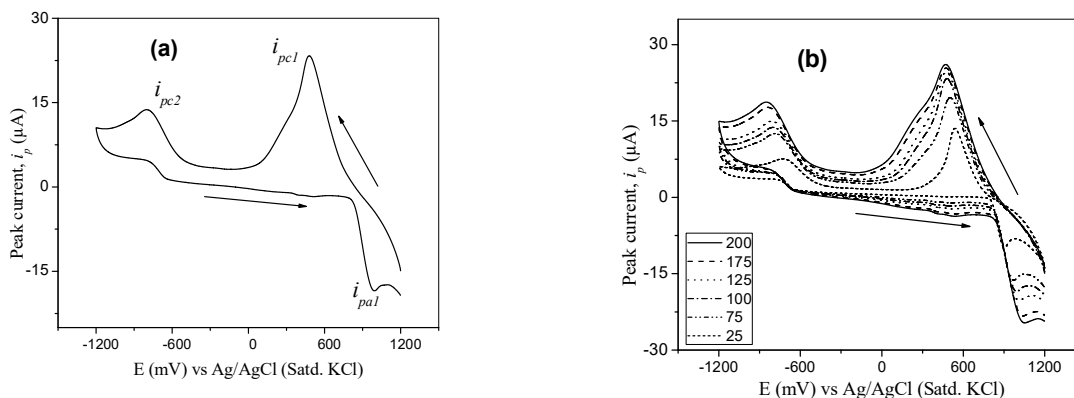 (a)
30
15
0
-15
-1200
-600
0
600
1200
i_pc1
i_pc2
i_pa1
Peak current, i_p (µA)
E (mV) vs Ag/AgCl (Satd. KCl)
(b)
30
15
0
-15
-30
-1200
-600
0
600
1200
200
175
125
100
75
25
Peak current, i_p (µA)
E (mV) vs Ag/AgCl (Satd. KCl)